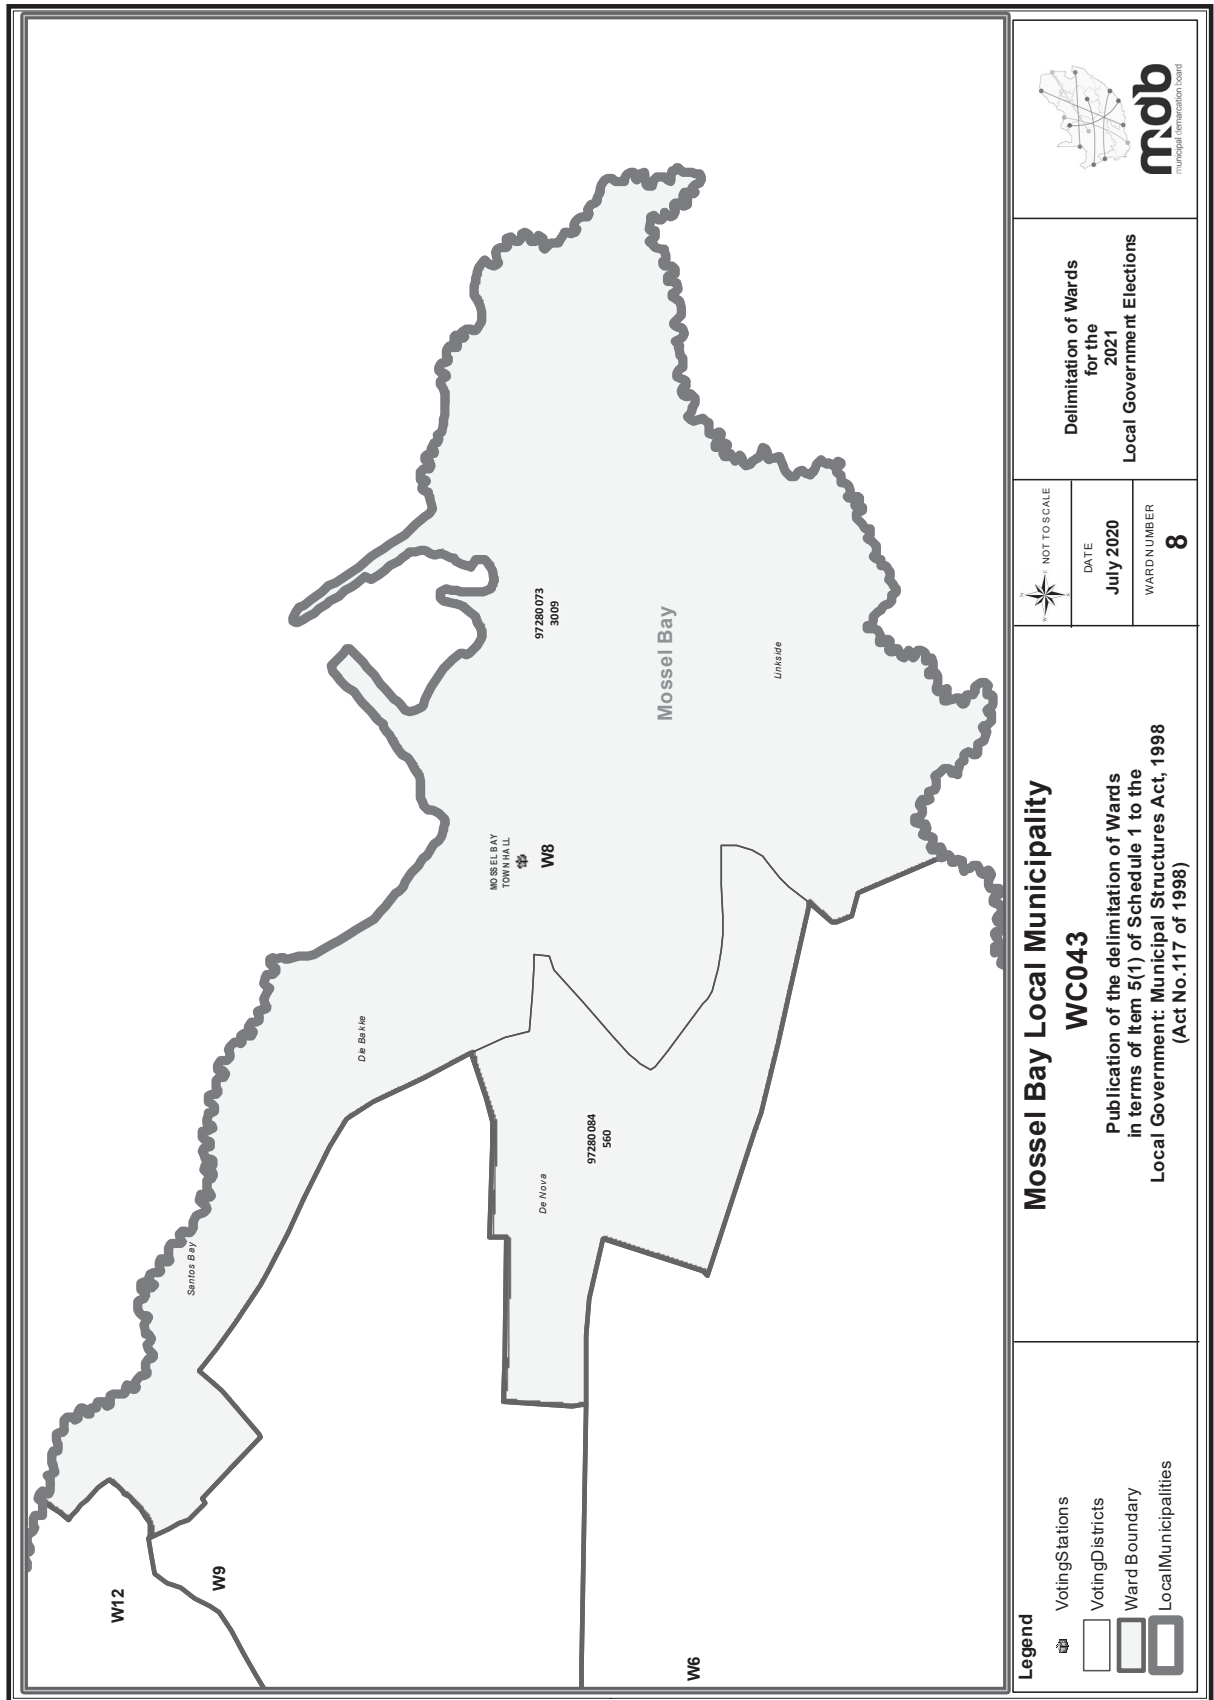 W12
W9
W6
Santos Bay
Die Bakke
De Nova
97280084
560
MOSSEL BAY
TOWN HALL
W8
97280073
3009
Mossel Bay
Linkside
Legend
VotingStations
VotingDistricts
Ward Boundary
LocalMunicipalities
Mossel Bay Local Municipality
WC043
Publication of the delimitation of Wards
in terms of Item 5(1) of Schedule 1 to the
Local Government: Municipal Structures Act, 1998
(Act No.117 of 1998)
N
W E
S
NOT TO SCALE
DATE
July 2020
WARD NUMBER
8
Delimitation of Wards
for the
2021
Local Government Elections
mdb
municipal demarcation board